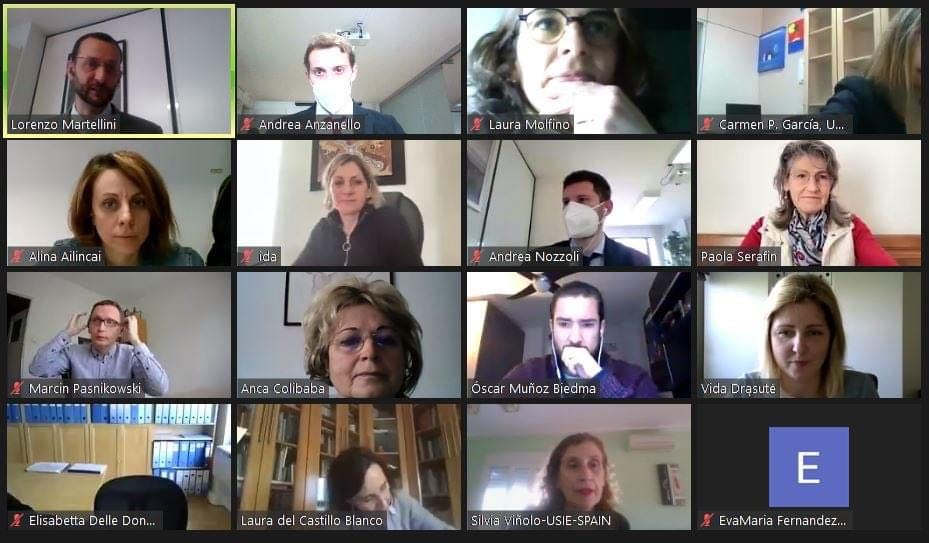 Lorenzo Martellini
Andrea Anzanello
Laura Molfino
Carmen P. García, U...
Alina Ailincai
ida
Andrea Nozzoli
Paola Serafin
Marcin Pasnikowski
Anca Colibaba
Óscar Muñoz Biedma
Vida Drąsutė
Elisabetta Delle Don...
Laura del Castillo Blanco
Silvia Viñolo-USIE-SPAIN
E
EvaMaria Fernandez...